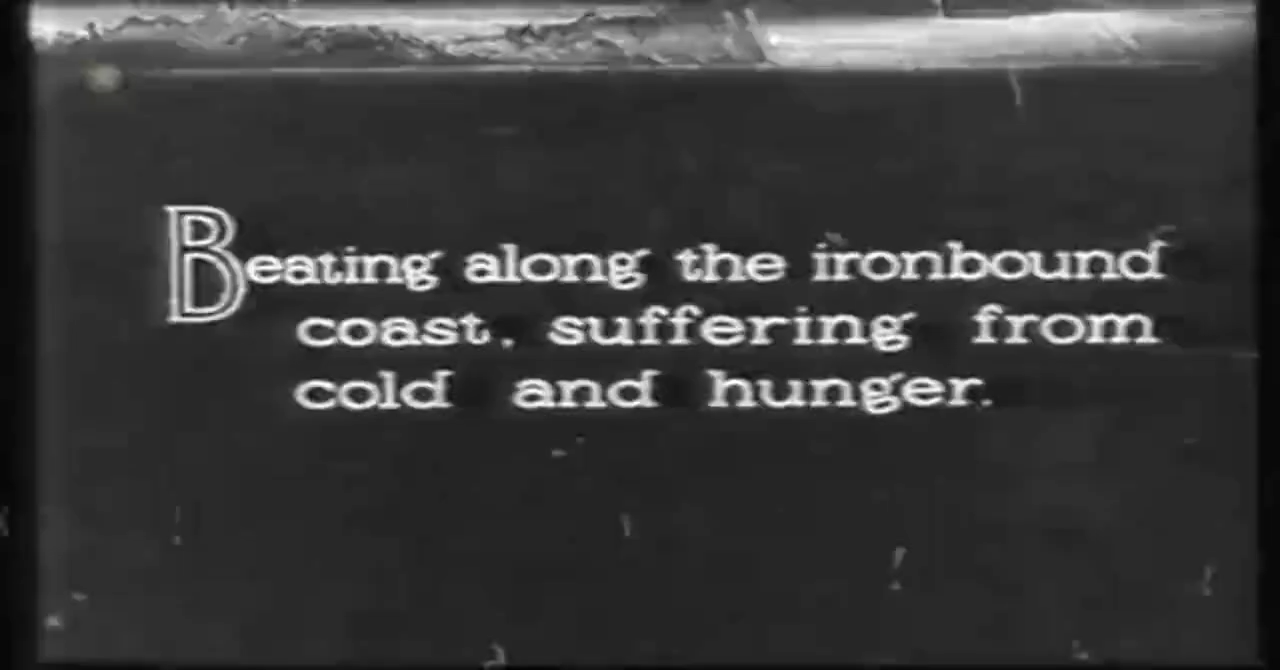 Beating along the ironbound
coast, suffering from
cold and hunger.